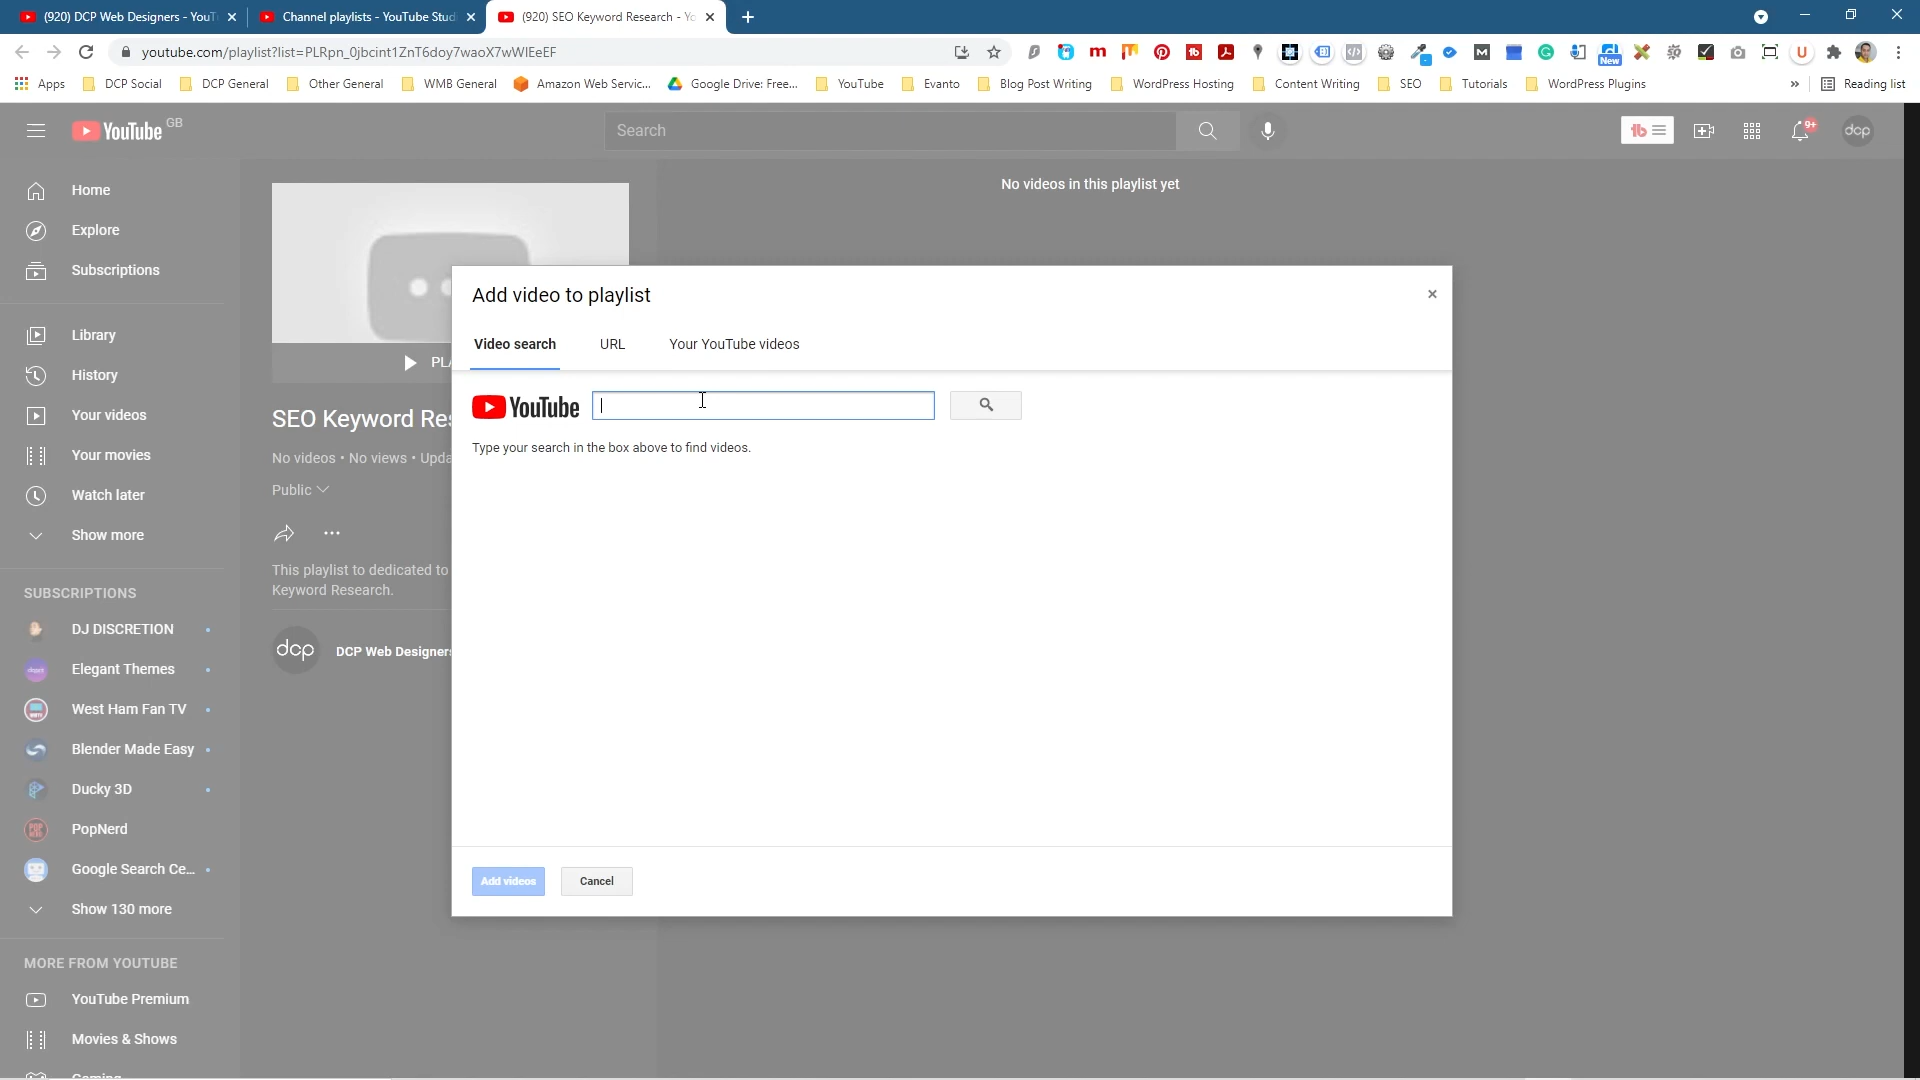 (920) DCP Web Designers - YouT
Channel playlists - YouTube Stud
(920) SEO Keyword Research - Yo
youtube.com/playlist?list=PLRpn_0jbcint1ZnT6doy7waoX7wWIEeEF
New
Apps
DCP Social
DCP General
Other General
WMB General
Amazon Web Servic...
Google Drive: Free...
YouTube
Evanto
Blog Post Writing
WordPress Hosting
Content Writing
SEO
Tutorials
WordPress Plugins
»
Reading list
YouTube GB
Search
9+
dcp
Home
Explore
Subscriptions
Library
History
Your videos
Your movies
Watch later
Show more
SUBSCRIPTIONS
DJ DISCRETION
Elegant Themes
West Ham Fan TV
Blender Made Easy
Ducky 3D
PopNerd
Google Search Ce...
Show 130 more
MORE FROM YOUTUBE
YouTube Premium
Movies & Shows
No videos in this playlist yet
SEO Keyword Res
No videos • No views • Upda
Public
This playlist to dedicated to
Keyword Research.
dcp
DCP Web Designers
Add video to playlist
×
Video search
URL
Your YouTube videos
YouTube
Type your search in the box above to find videos.
Add videos
Cancel